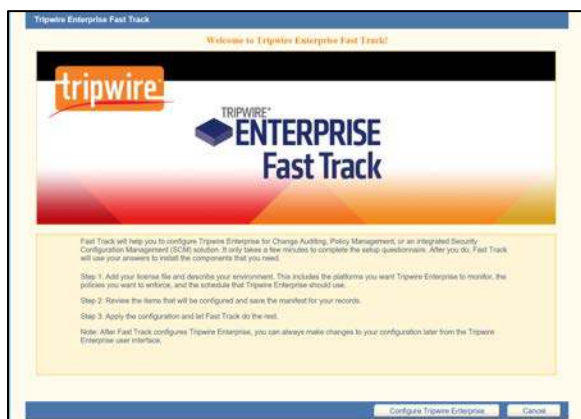 Tripwire Enterprise Fast Track
Welcome to Tripwire Enterprise Fast Track!
tripwire
TRIPWIRE®
ENTERPRISE
Fast Track
Fast Track will help you to configure Tripwire Enterprise for Change Auditing, Policy Management, or an integrated Security
Configuration Management (SCM) solution. It only takes a few minutes to complete the setup questionnaire. After you do, Fast Track
will use your answers to install the components that you need.
Step 1. Add your license file and describe your environment. This includes the platforms you want Tripwire Enterprise to monitor, the
policies you want to enforce, and the schedule that Tripwire Enterprise should use.
Step 2. Review the items that will be configured and save the manifest for your records.
Step 3. Apply the configuration and let Fast Track do the rest.
Note: After Fast Track configures Tripwire Enterprise, you can always make changes to your configuration later from the Tripwire
Enterprise user interface.
Configure Tripwire Enterprise
Cancel